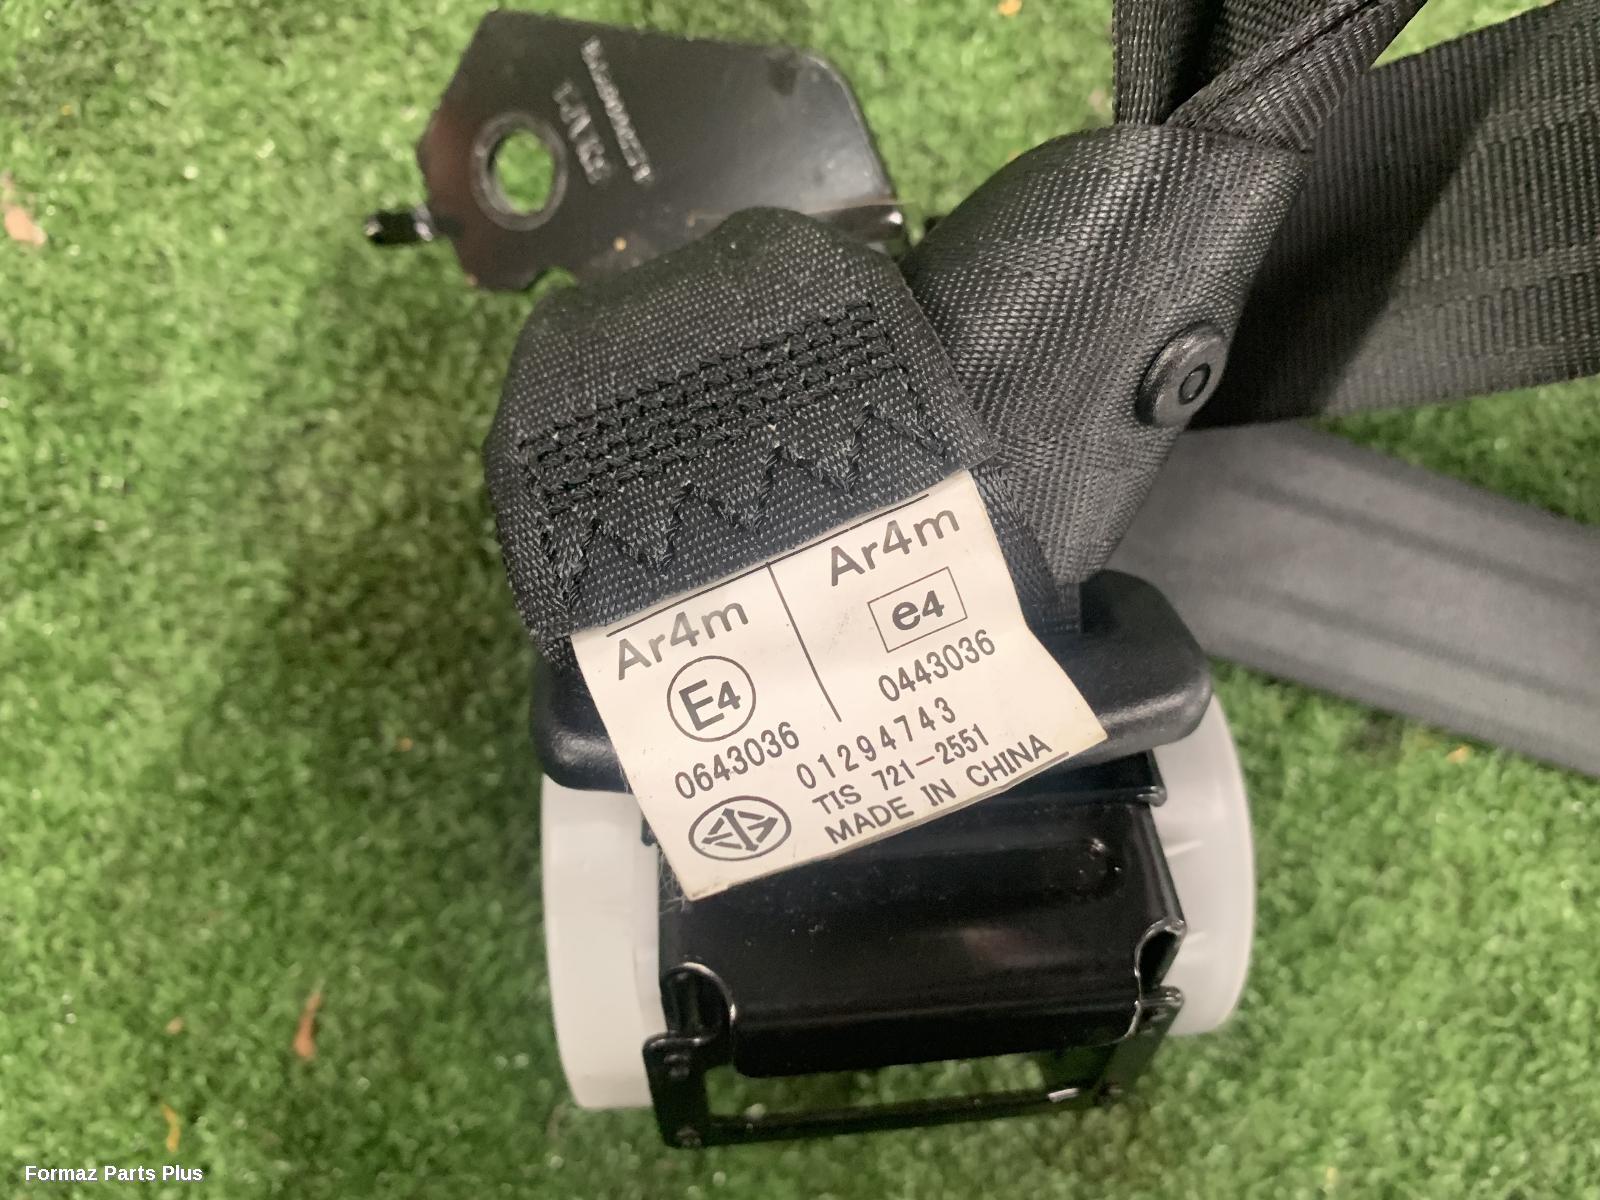 Ar4m
Ar4m
E4
e4
0643036
0443036
01294743
TIS 721-2551
MADE IN CHINA
Formaz Parts Plus